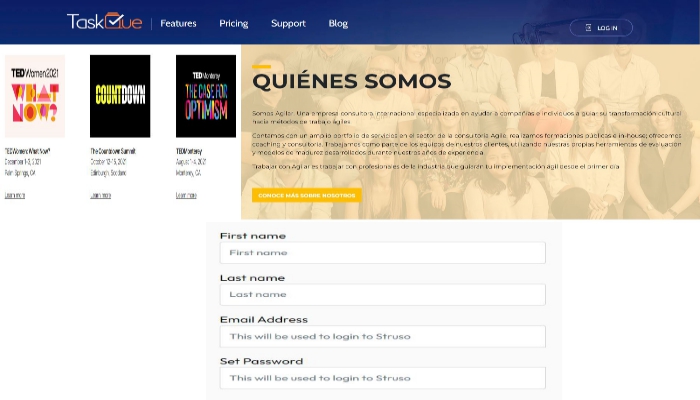 TaskQue
Features
Pricing
Support
Blog
LOG IN
TEDWomen 2021
WHAT
NOW?
TEDWomen: What Now?
December 1-3, 2021
Palm Springs, CA
Learn more
COUNTDOWN
The Countdown Summit
October 12-15, 2021
Edinburgh, Scotland
Learn more
TEDMonterey
THE CASE FOR
OPTIMISM
TEDMonterey
August 1-4, 2021
Monterey, CA
Learn more
QUIÉNES SOMOS
Somos Agilar. Una empresa consultora internacional especializada en ayudar a compañías e individuos a guiar su transformación cultural
hacia métodos de trabajo ágiles.
Contamos con un amplio portfolio de servicios en el sector de la consultoría Agile: realizamos formaciones públicas e in-house; ofrecemos
coaching y consultoría. Trabajamos como parte de los equipos de nuestros clientes, utilizando nuestras propias herramientas de evaluación
y modelos de madurez desarrollados durante nuestros años de experiencia.
Trabajar con Agilar es trabajar con profesionales de la industria que guiarán tu implementación ágil desde el primer día.
CONOCE MÁS SOBRE NOSOTROS
First name
First name
Last name
Last name
Email Address
This will be used to login to Struso
Set Password
This will be used to login to Struso